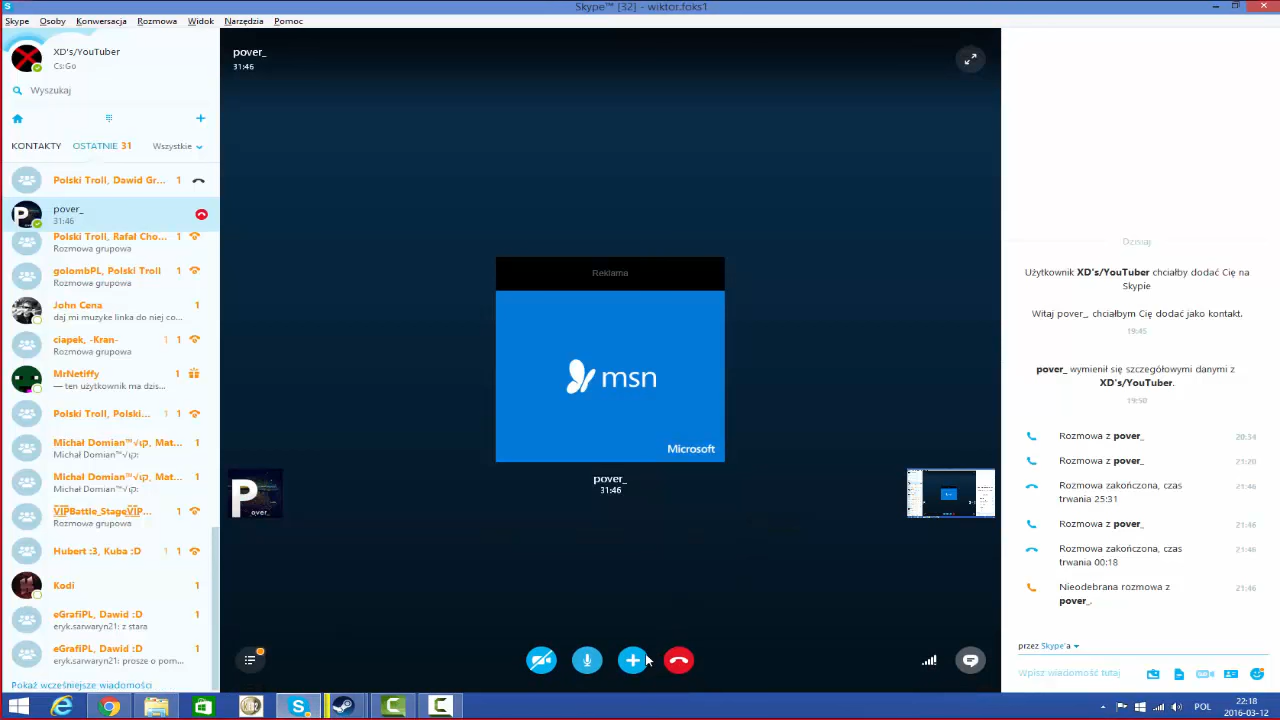 Skype™ [32] - wiktor.foks1
Skype Osoby Konwersacja Rozmowa Widok Narzędzia Pomoc
XD's/YouTuber
Cs:Go
Wyszukaj
KONTAKTY OSTATNIE 31 Wszystkie
Polski Troll, Dawid Gr... 1
pover_
31:46
Polski Troll, Rafał Cho... 1
Rozmowa grupowa
golombPL, Polski Troll 1
Rozmowa grupowa
John Cena 1
daj mi muzyke linka do niej co...
ciapek, -Kran- 1 1
Rozmowa grupowa
MrNetiffy 1
— ten użytkownik ma dzis...
Polski Troll, Polski... 1 1
Michał Domian™√קυ, Mat... 1
Michał Domian™√קυ:
Michał Domian™√קυ, Mat... 1
Michał Domian™√קυ:
VIPBattle_StageVIP... 1
Rozmowa grupowa
Hubert :3, Kuba :D 1 1
Kodi 1
eGrafiPL, Dawid :D 1
eryk.sarwaryn21: z stara
eGrafiPL, Dawid :D 1
eryk.sarwaryn21: prosze o pom...
Pokaż wcześniejsze wiadomości
pover_
31:46
Reklama
msn
Microsoft
pover_
31:46
P
pover_
Dzisiaj
Użytkownik XD's/YouTuber chciałby dodać Cię na
Skypie
Witaj pover_, chciałbym Cię dodać jako kontakt.
19:45
pover_ wymienił się szczegółowymi danymi z
XD's/YouTuber.
19:50
Rozmowa z pover_ 20:34
Rozmowa z pover_ 21:20
Rozmowa zakończona, czas 21:46
trwania 25:31
Rozmowa z pover_ 21:46
Rozmowa zakończona, czas 21:46
trwania 00:18
Nieodebrana rozmowa z 21:46
pover_.
przez Skype'a
Wpisz wiadomość tutaj
POL
22:18
2016-03-12